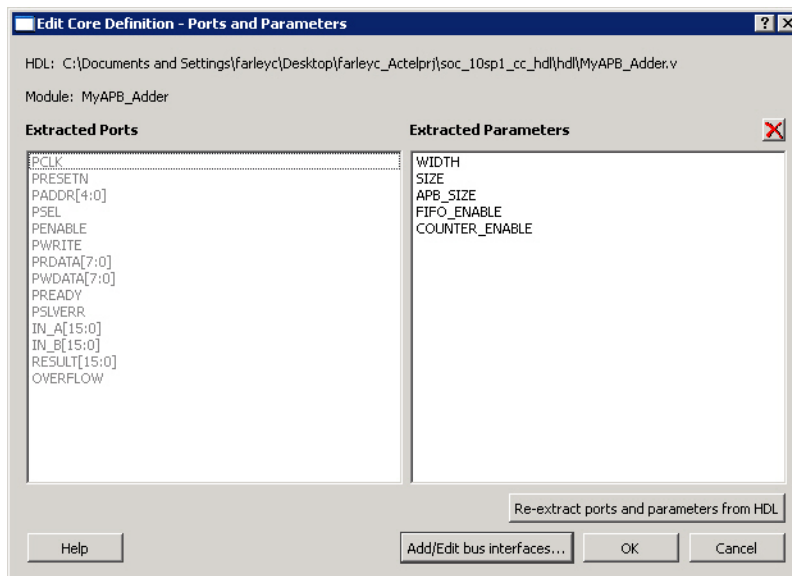 Edit Core Definition - Ports and Parameters
HDL: C:\Documents and Settings\farleyc\Desktop\farleyc_Actelprj\soc_10sp1_cc_hdl\hdl\MyAPB_Adder.v
Module: MyAPB_Adder
Extracted Ports
PCLK
PRESETN
PADDR[4:0]
PSEL
PENABLE
PWRITE
PRDATA[7:0]
PWDATA[7:0]
PREADY
PSLVERR
IN_A[15:0]
IN_B[15:0]
RESULT[15:0]
OVERFLOW
Extracted Parameters
WIDTH
SIZE
APB_SIZE
FIFO_ENABLE
COUNTER_ENABLE
Re-extract ports and parameters from HDL
Help
Add/Edit bus interfaces...
OK
Cancel